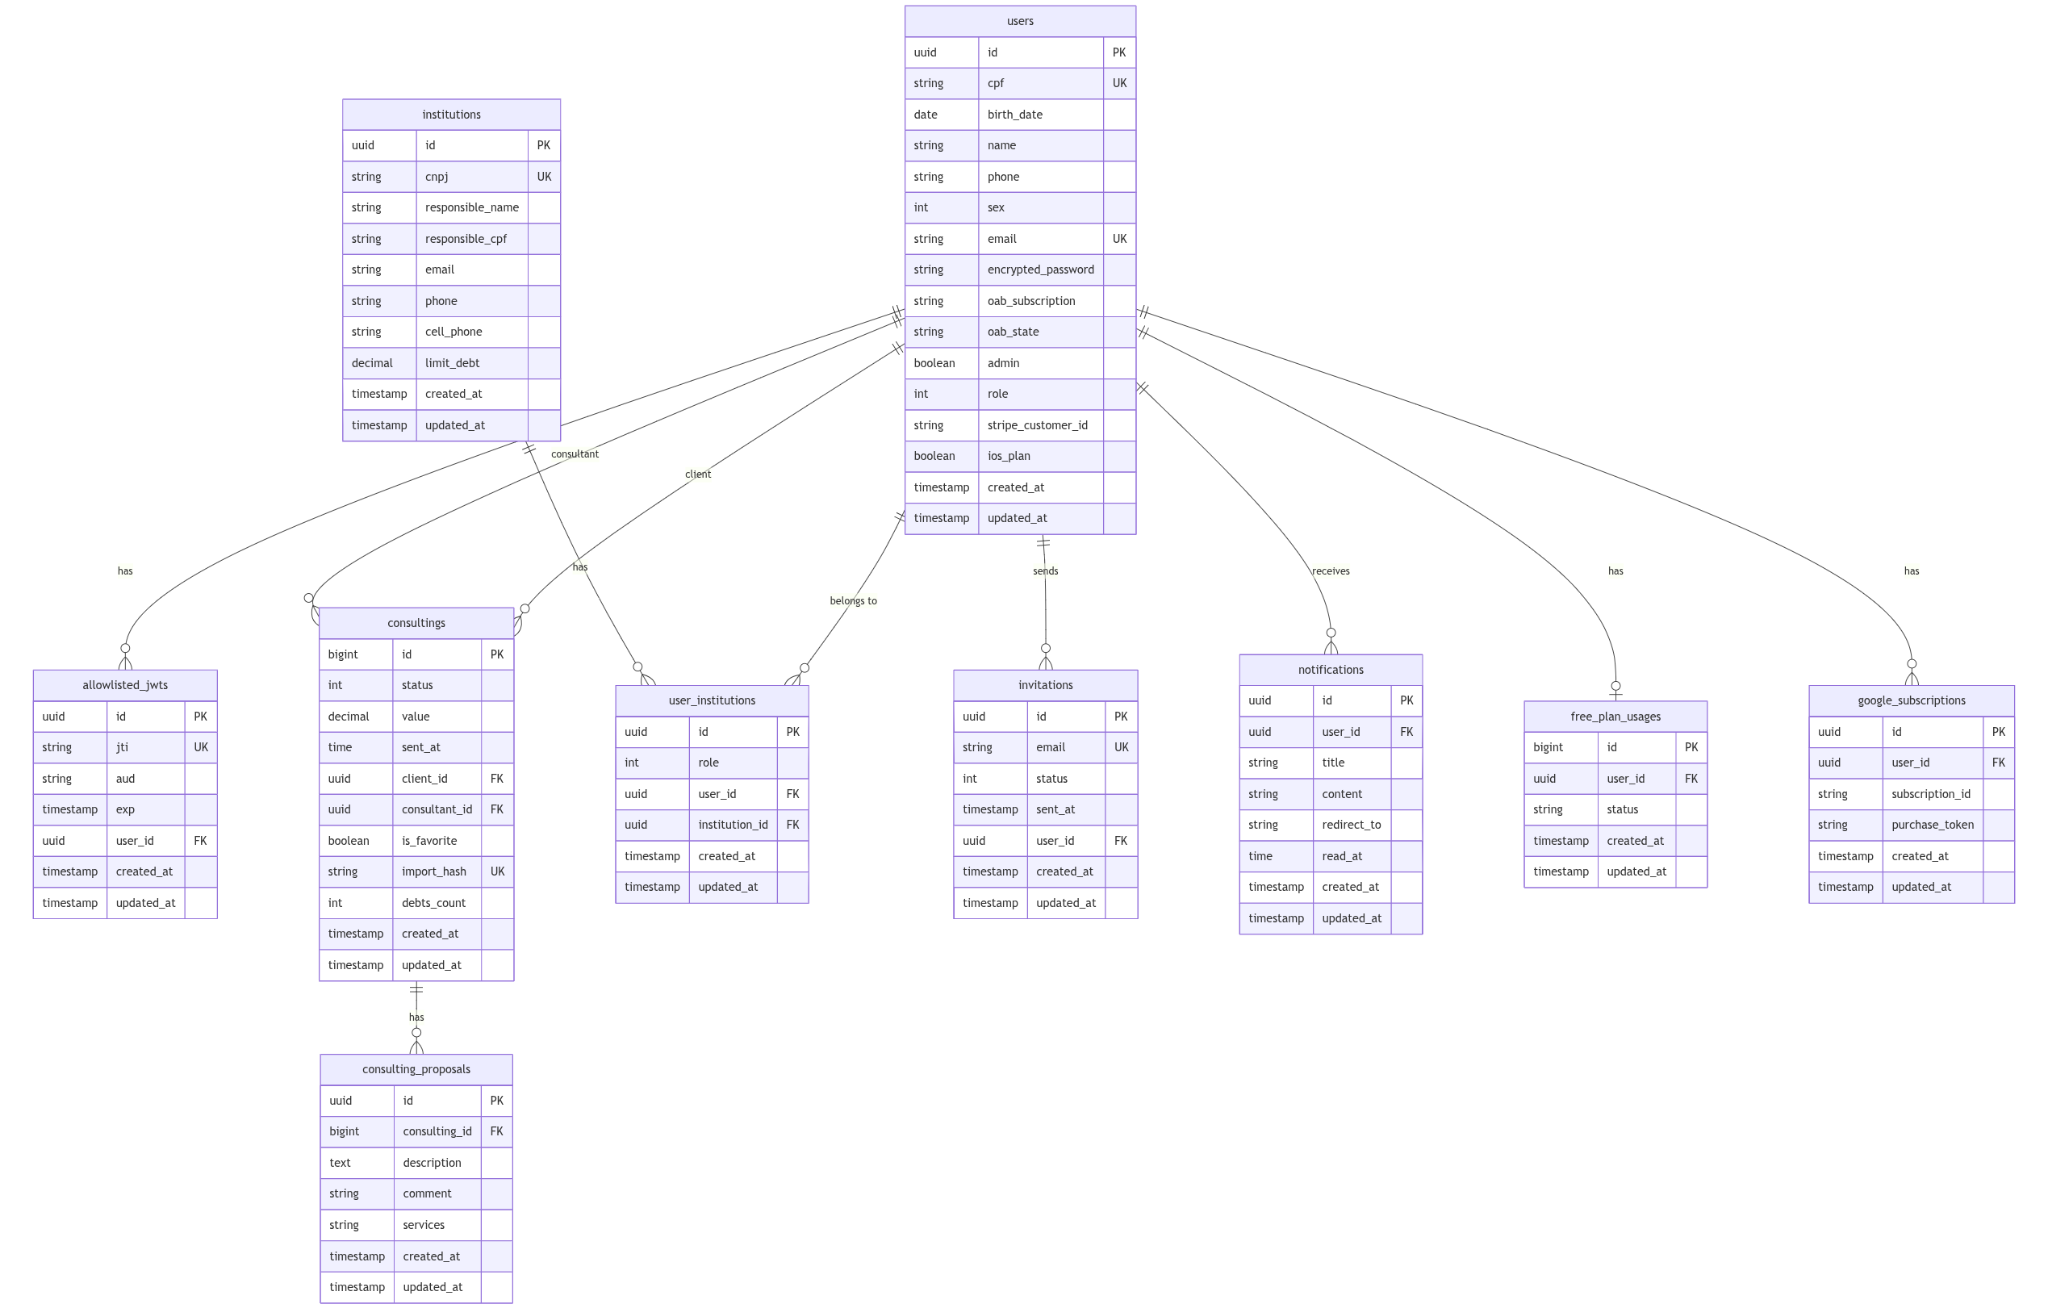 users
uuid id PK
string cpf UK
date birth_date
string name
string phone
int sex
string email UK
string encrypted_password
string oab_subscription
string oab_state
boolean admin
int role
string stripe_customer_id
boolean ios_plan
timestamp created_at
timestamp updated_at
institutions
uuid id PK
string cnpj UK
string responsible_name
string responsible_cpf
string email
string phone
string cell_phone
decimal limit_debt
timestamp created_at
timestamp updated_at
consultant
client
has
has
belongs to
sends
receives
has
has
allowlisted_jwts
uuid id PK
string jti UK
string aud
timestamp exp
uuid user_id FK
timestamp created_at
timestamp updated_at
consultings
bigint id PK
int status
decimal value
time sent_at
uuid client_id FK
uuid consultant_id FK
boolean is_favorite
string import_hash UK
int debts_count
timestamp created_at
timestamp updated_at
user_institutions
uuid id PK
int role
uuid user_id FK
uuid institution_id FK
timestamp created_at
timestamp updated_at
invitations
uuid id PK
string email UK
int status
timestamp sent_at
uuid user_id FK
timestamp created_at
timestamp updated_at
notifications
uuid id PK
uuid user_id FK
string title
string content
string redirect_to
time read_at
timestamp created_at
timestamp updated_at
free_plan_usages
bigint id PK
uuid user_id FK
string status
timestamp created_at
timestamp updated_at
google_subscriptions
uuid id PK
uuid user_id FK
string subscription_id
string purchase_token
timestamp created_at
timestamp updated_at
has
consulting_proposals
uuid id PK
bigint consulting_id FK
text description
string comment
string services
timestamp created_at
timestamp updated_at